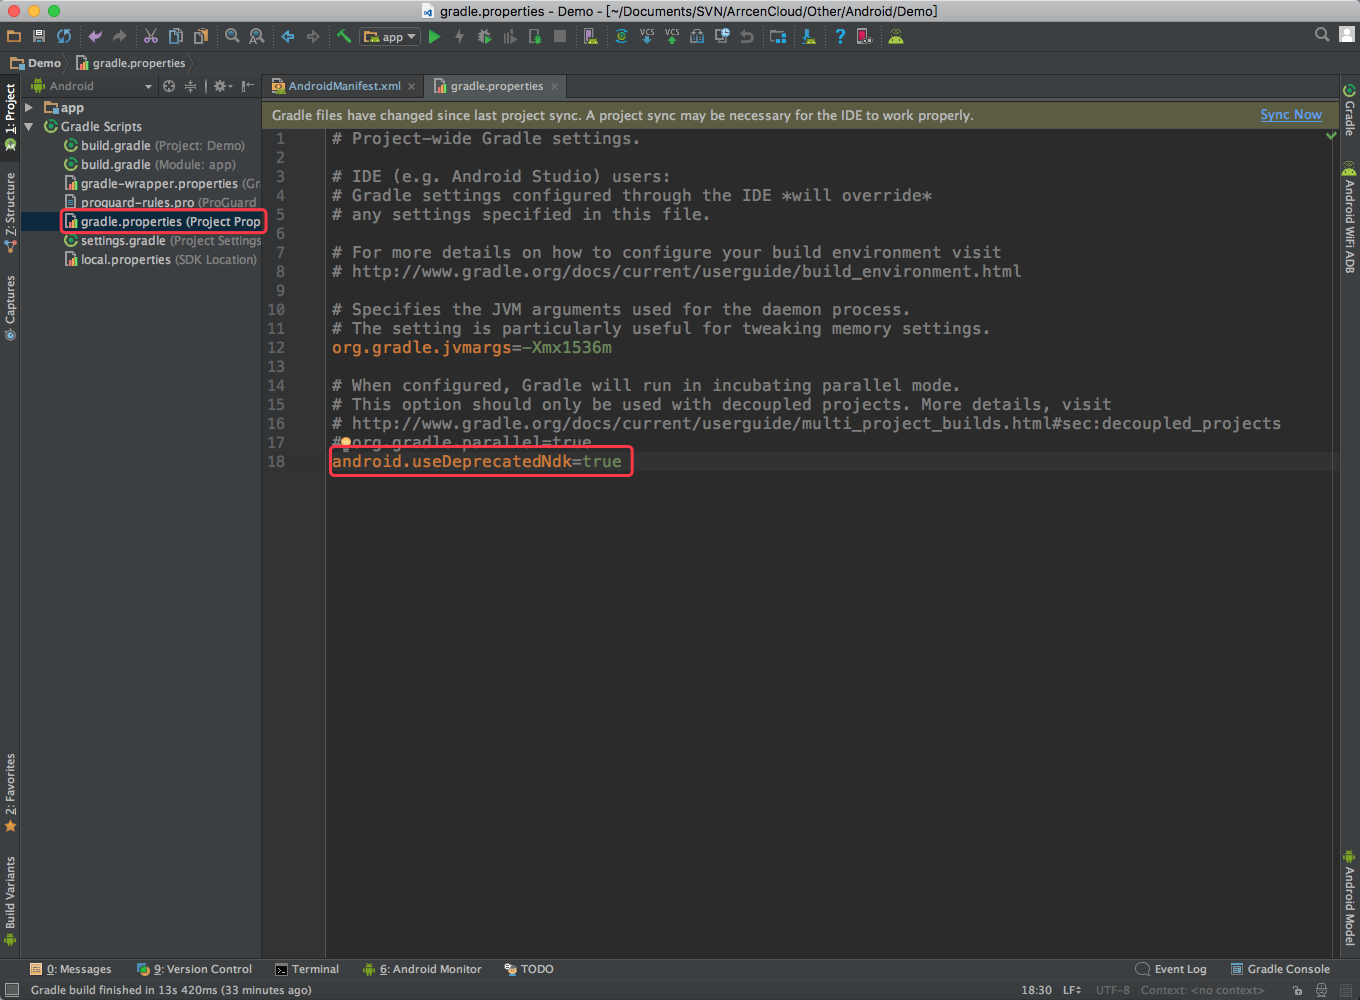 gradle.properties - Demo - [~/Documents/SVN/ArrcenCloud/Other/Android/Demo]
app
VCS VCS
Demo gradle.properties
Android
AndroidManifest.xml gradle.properties
Gradle files have changed since last project sync. A project sync may be necessary for the IDE to work properly. Sync Now
1: Project
Z: Structure
Captures
2: Favorites
Build Variants
app
Gradle Scripts
build.gradle (Project: Demo)
build.gradle (Module: app)
gradle-wrapper.properties (Gr
proguard-rules.pro (ProGuard
gradle.properties (Project Prop
settings.gradle (Project Settings
local.properties (SDK Location)
1 # Project-wide Gradle settings.
2
3 # IDE (e.g. Android Studio) users:
4 # Gradle settings configured through the IDE *will override*
5 # any settings specified in this file.
6
7 # For more details on how to configure your build environment visit
8 # http://www.gradle.org/docs/current/userguide/build_environment.html
9
10 # Specifies the JVM arguments used for the daemon process.
11 # The setting is particularly useful for tweaking memory settings.
12 org.gradle.jvmargs=-Xmx1536m
13
14 # When configured, Gradle will run in incubating parallel mode.
15 # This option should only be used with decoupled projects. More details, visit
16 # http://www.gradle.org/docs/current/userguide/multi_project_builds.html#sec:decoupled_projects
17 # org.gradle.parallel=true
18 android.useDeprecatedNdk=true
Gradle
Android WiFi ADB
Android Model
0: Messages 9: Version Control Terminal 6: Android Monitor TODO Event Log Gradle Console
Gradle build finished in 13s 420ms (33 minutes ago) 18:30 LF UTF-8 Context: <no context>